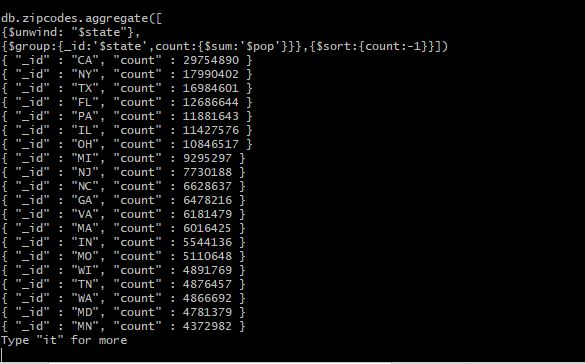 db.zipcodes.aggregate([
{$unwind: "$state"},
{$group:{_id:'$state',count:{$sum:'$pop'}}},{$sort:{count:-1}}])
{ "_id" : "CA", "count" : 29754890 }
{ "_id" : "NY", "count" : 17990402 }
{ "_id" : "TX", "count" : 16984601 }
{ "_id" : "FL", "count" : 12686644 }
{ "_id" : "PA", "count" : 11881643 }
{ "_id" : "IL", "count" : 11427576 }
{ "_id" : "OH", "count" : 10846517 }
{ "_id" : "MI", "count" : 9295297 }
{ "_id" : "NJ", "count" : 7730188 }
{ "_id" : "NC", "count" : 6628637 }
{ "_id" : "GA", "count" : 6478216 }
{ "_id" : "VA", "count" : 6181479 }
{ "_id" : "MA", "count" : 6016425 }
{ "_id" : "IN", "count" : 5544136 }
{ "_id" : "MO", "count" : 5110648 }
{ "_id" : "WI", "count" : 4891769 }
{ "_id" : "TN", "count" : 4876457 }
{ "_id" : "WA", "count" : 4866692 }
{ "_id" : "MD", "count" : 4781379 }
{ "_id" : "MN", "count" : 4372982 }
Type "it" for more